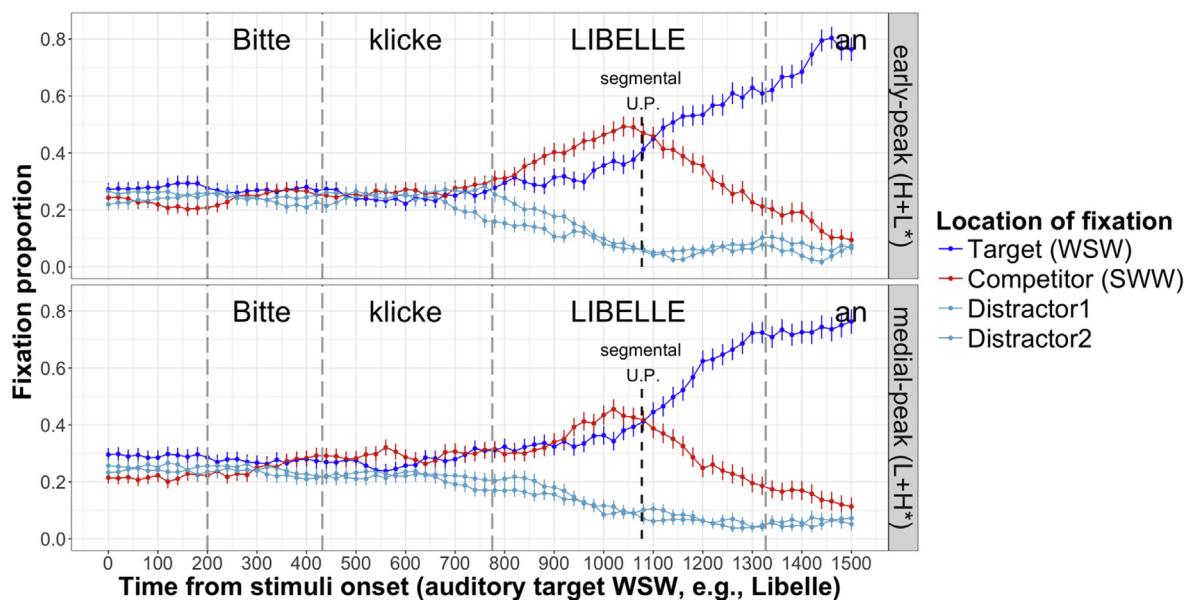 Bitte klicke LIBELLE an
segmental
U.P.
0.8
0.6
0.4
0.2
0.0
early-peak (H+L*)
Bitte klicke LIBELLE an
segmental
U.P.
0.8
0.6
0.4
0.2
0.0
medial-peak (L+H*)
Fixation proportion
0 100 200 300 400 500 600 700 800 900 1000 1100 1200 1300 1400 1500
Time from stimuli onset (auditory target WSW, e.g., Libelle)
Location of fixation
Target (WSW)
Competitor (SWW)
Distractor1
Distractor2